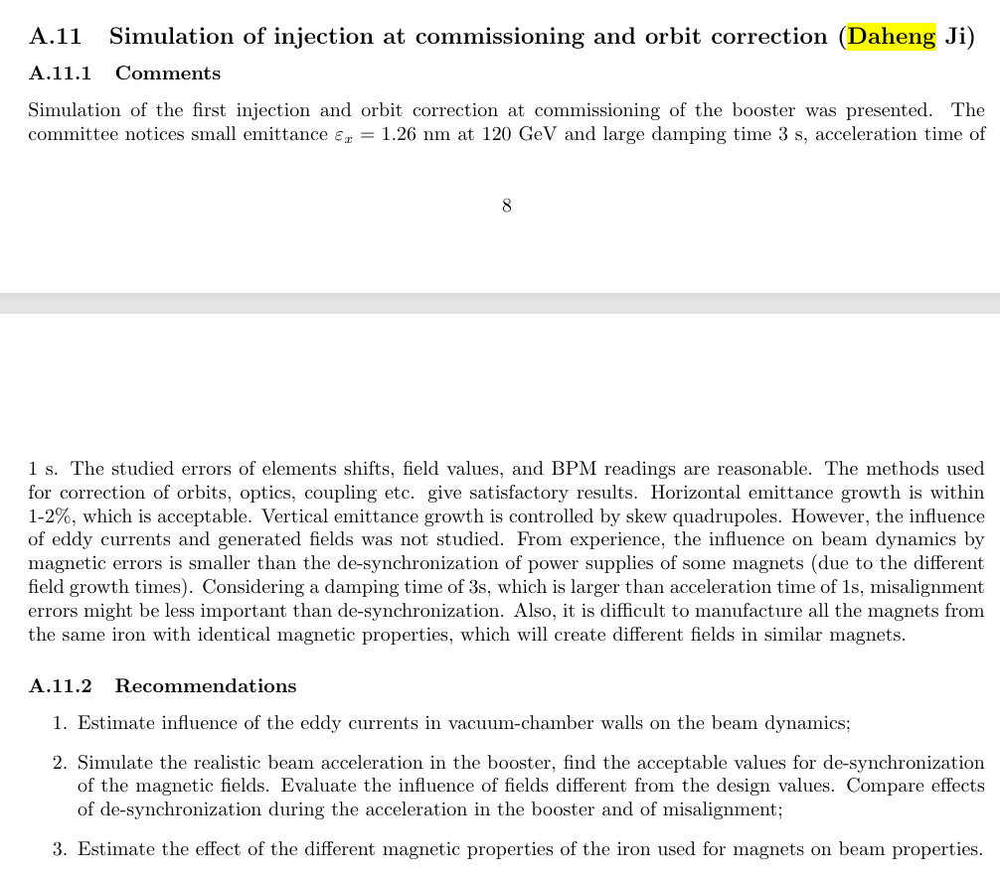 A.11 Simulation of injection at commissioning and orbit correction (Daheng Ji)
A.11.1 Comments
Simulation of the first injection and orbit correction at commissioning of the booster was presented. The
committee notices small emittance εx = 1.26 nm at 120 GeV and large damping time 3 s, acceleration time of
8
1 s. The studied errors of elements shifts, field values, and BPM readings are reasonable. The methods used
for correction of orbits, optics, coupling etc. give satisfactory results. Horizontal emittance growth is within
1-2%, which is acceptable. Vertical emittance growth is controlled by skew quadrupoles. However, the influence
of eddy currents and generated fields was not studied. From experience, the influence on beam dynamics by
magnetic errors is smaller than the de-synchronization of power supplies of some magnets (due to the different
field growth times). Considering a damping time of 3s, which is larger than acceleration time of 1s, misalignment
errors might be less important than de-synchronization. Also, it is difficult to manufacture all the magnets from
the same iron with identical magnetic properties, which will create different fields in similar magnets.
A.11.2 Recommendations
1. Estimate influence of the eddy currents in vacuum-chamber walls on the beam dynamics;
2. Simulate the realistic beam acceleration in the booster, find the acceptable values for de-synchronization
of the magnetic fields. Evaluate the influence of fields different from the design values. Compare effects
of de-synchronization during the acceleration in the booster and of misalignment;
3. Estimate the effect of the different magnetic properties of the iron used for magnets on beam properties.